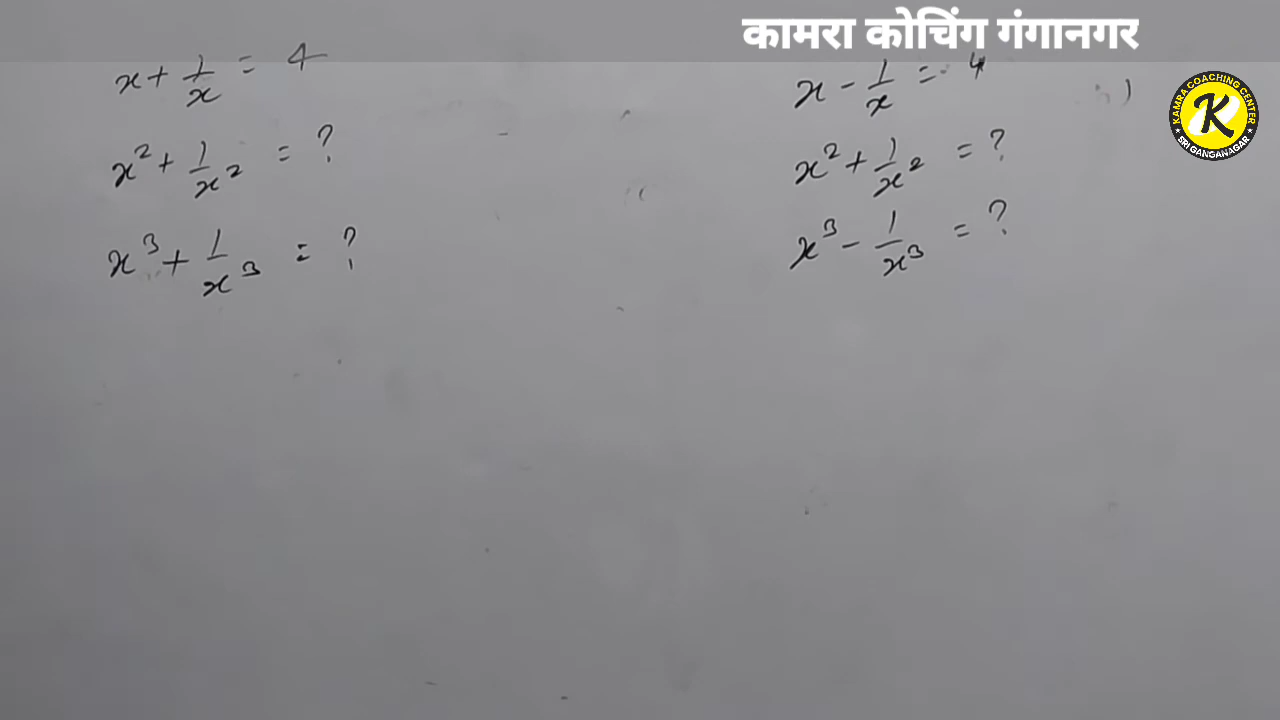 कामरा कोचिंग गंगानगर
KAMRA COACHING CENTER
K
SRI GANGANAGAR
x + 1/x = 4
x² + 1/x² = ?
x³ + 1/x³ = ?
x - 1/x = 4
x² + 1/x² = ?
x³ - 1/x³ = ?